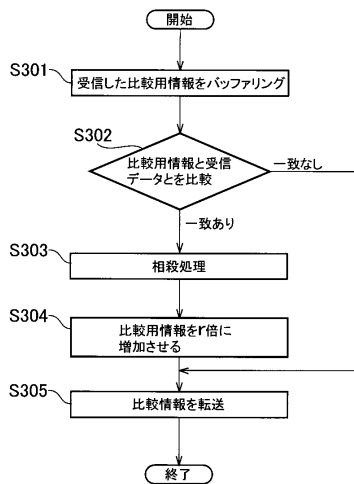 開始
S301
受信した比較用情報をバッファリング
S302
比較用情報と受信
データとを比較
一致なし
一致あり
S303
相殺処理
S304
比較用情報をr倍に
増加させる
S305
比較情報を転送
終了